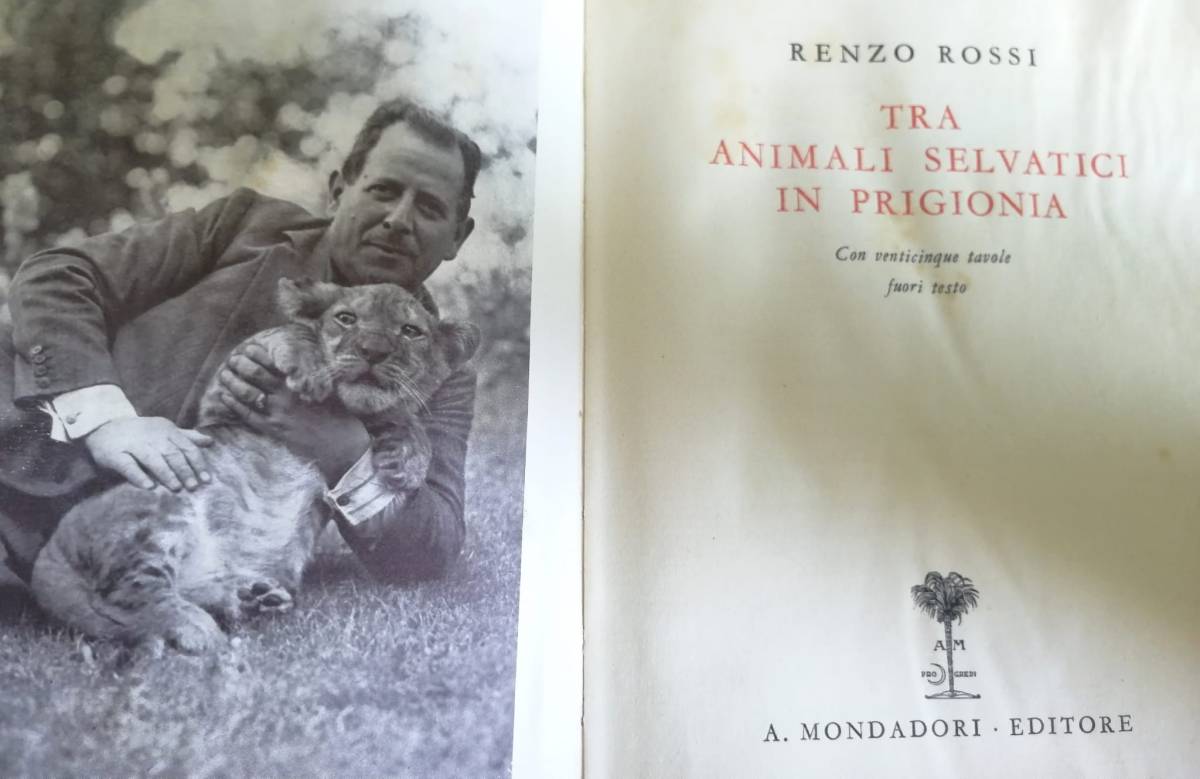 RENZO ROSSI
TRA
ANIMALI SELVATICI
IN PRIGIONIA
Con venticinque tavole
fuori testo
A M
PRO GREDI
A. MONDADORI · EDITORE